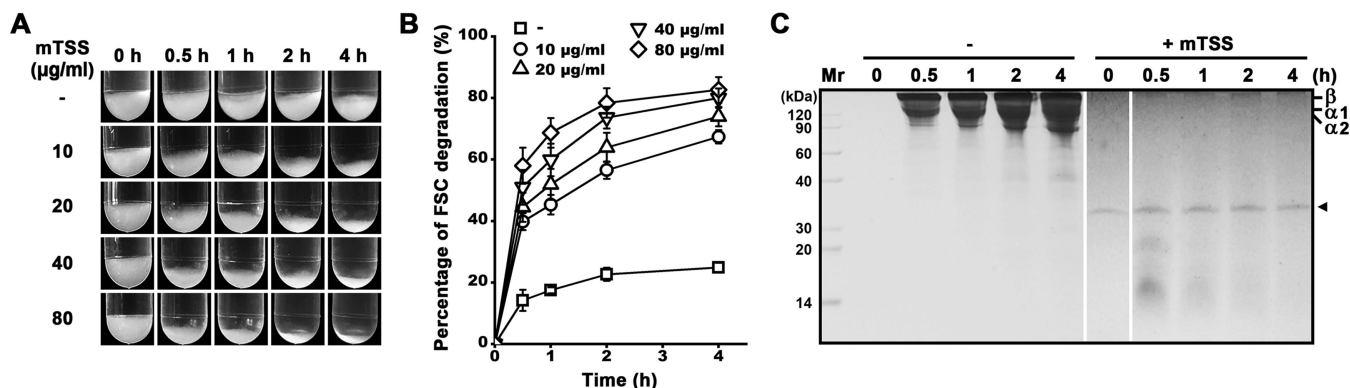 A
mTSS
(µg/ml)
0 h 0.5 h 1 h 2 h 4 h
-
10
20
40
80
B
Percentage of FSC degradation (%)
100
80
60
40
20
0
-
10 µg/ml
20 µg/ml
40 µg/ml
80 µg/ml
0 1 2 3 4
Time (h)
C
- + mTSS
Mr 0 0.5 1 2 4 0 0.5 1 2 4 (h)
(kDa)
120
90
60
40
30
20
14
β
α1
α2